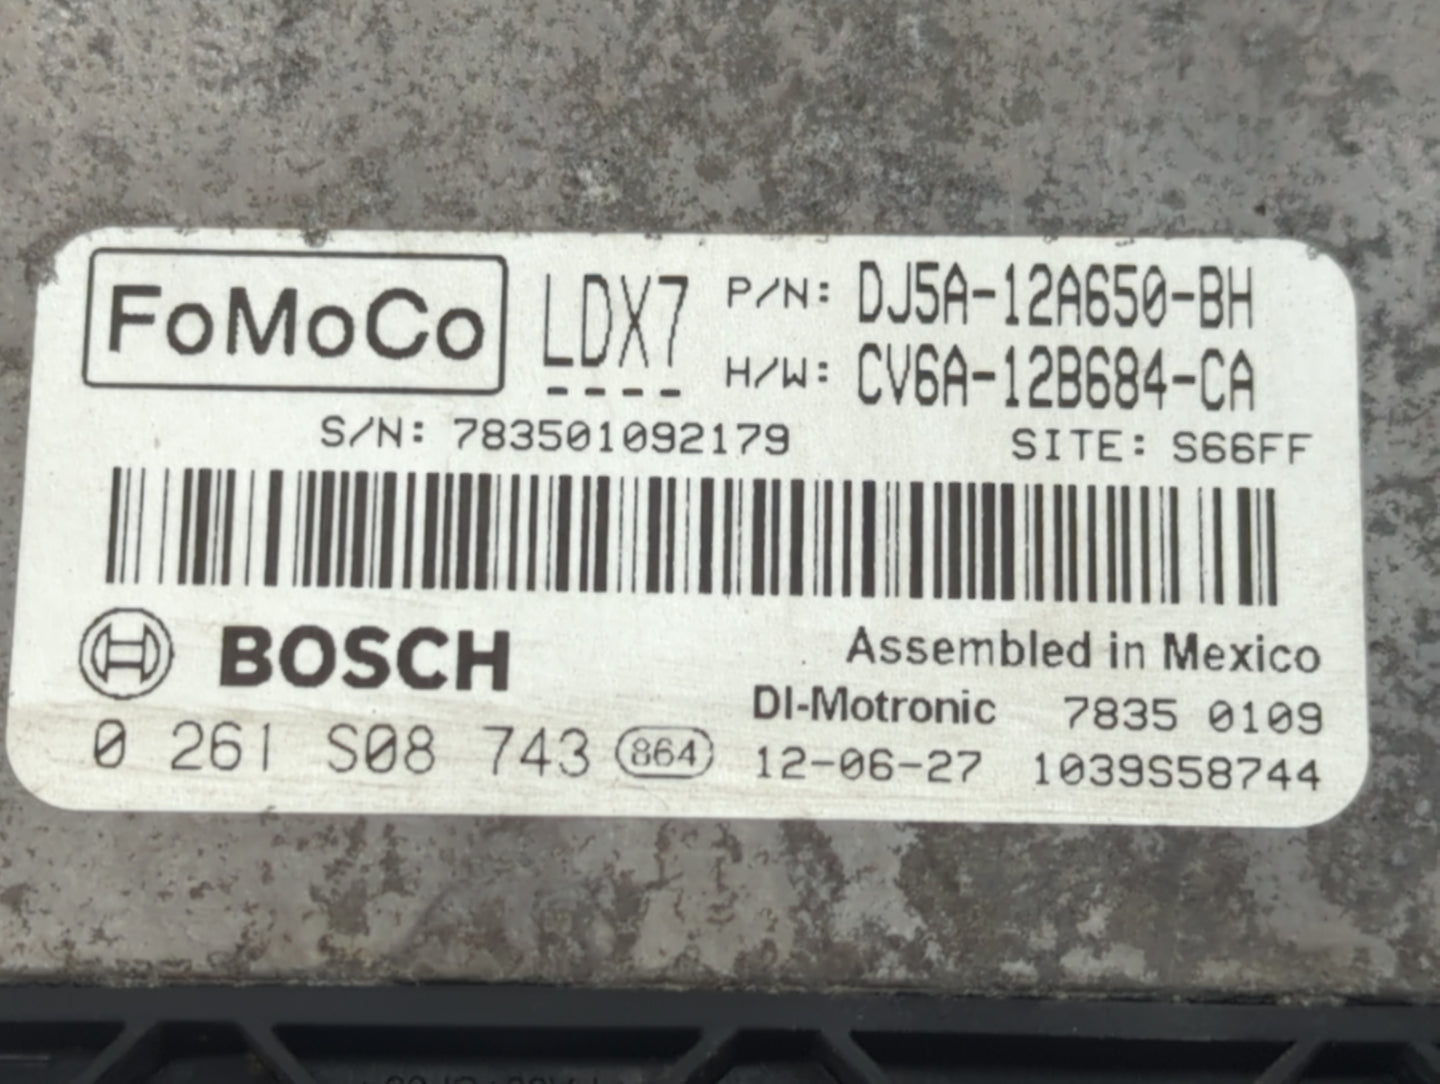 FoMoCo LDX7 P/N: DJ5A-12A650-BH
---- H/W: CV6A-12B684-CA
S/N: 783501092179 SITE: S66FF
BOSCH Assembled in Mexico
DI-Motronic 7835 0109
0 261 S08 743 864 12-06-27 1039S58744